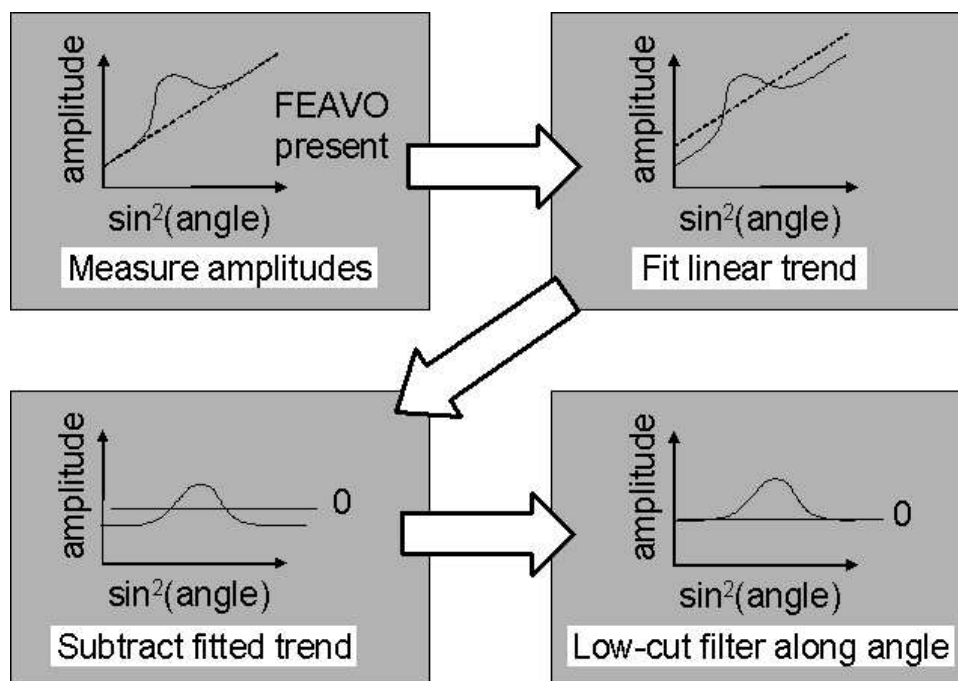 amplitude
FEAVO
present
sin²(angle)
Measure amplitudes
amplitude
sin²(angle)
Fit linear trend
amplitude
0
sin²(angle)
Subtract fitted trend
amplitude
0
sin²(angle)
Low-cut filter along angle